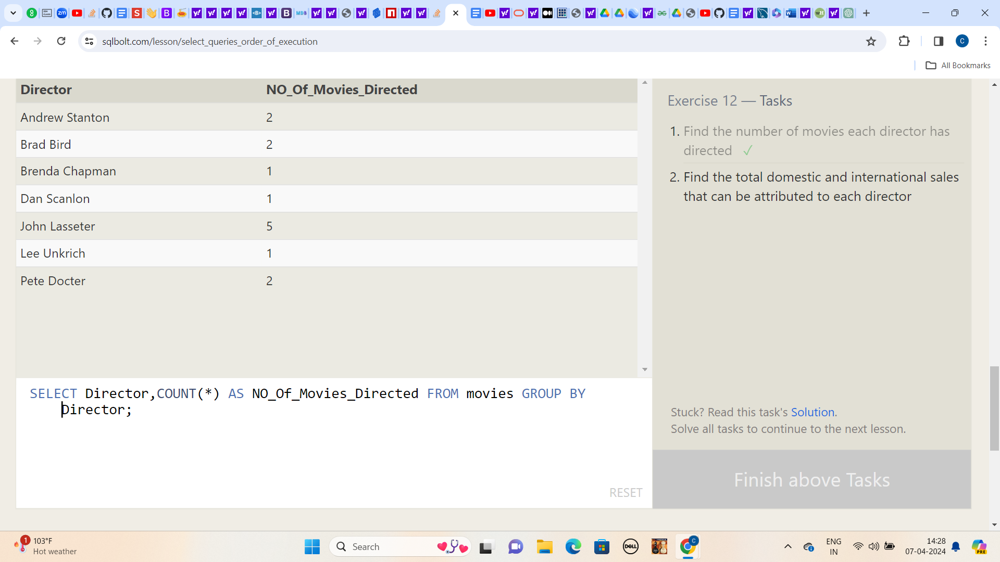 sqlbolt.com/lesson/select_queries_order_of_execution
C
All Bookmarks
Director NO_Of_Movies_Directed
Andrew Stanton 2
Brad Bird 2
Brenda Chapman 1
Dan Scanlon 1
John Lasseter 5
Lee Unkrich 1
Pete Docter 2
SELECT Director,COUNT(*) AS NO_Of_Movies_Directed FROM movies GROUP BY
Director;
RESET
Exercise 12 — Tasks
1. Find the number of movies each director has
directed ✓
2. Find the total domestic and international sales
that can be attributed to each director
Stuck? Read this task's Solution.
Solve all tasks to continue to the next lesson.
Finish above Tasks
1
103°F
Hot weather
Search
DELL
C
ENG
IN
14:28
07-04-2024
PRE